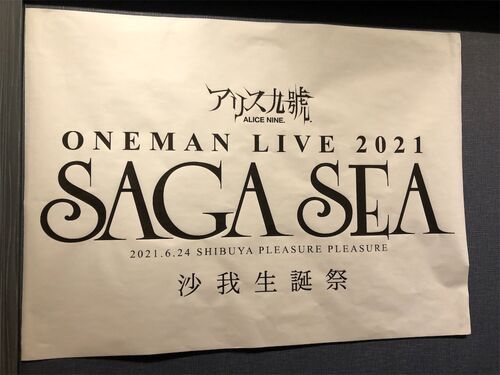 アリス九號.
ALICE NINE.
ONEMAN LIVE 2021
SAGA SEA
2021.6.24 SHIBUYA PLEASURE PLEASURE
沙我生誕祭